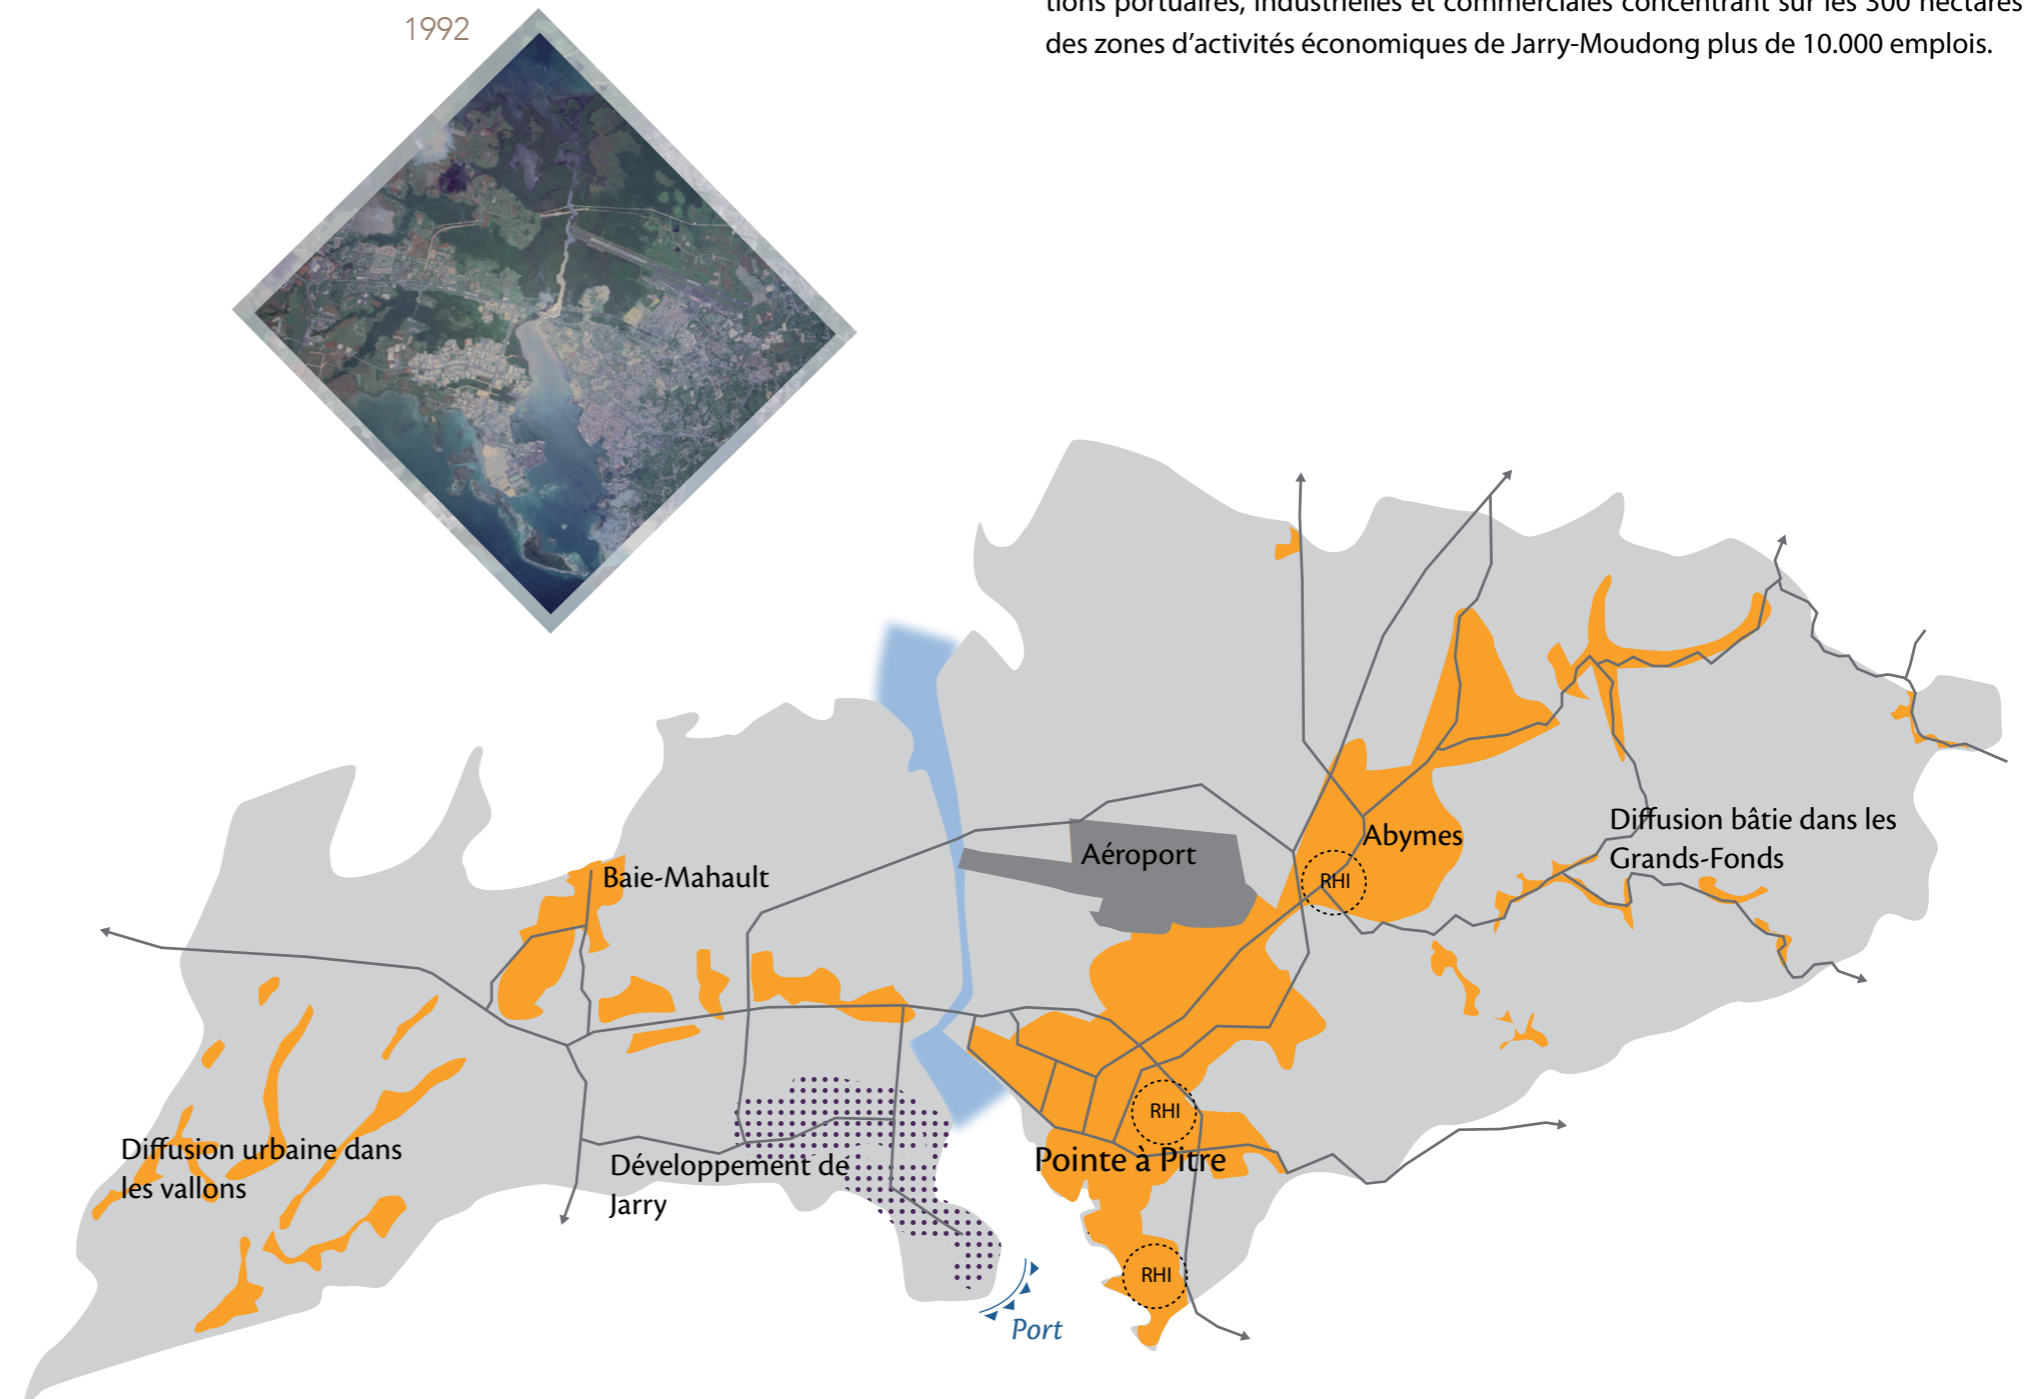 tions portuaires, industrielles et commerciales concentrant sur les 300 hectares
des zones d'activités économiques de Jarry-Moudong plus de 10.000 emplois.
1992
Aéroport
Abymes
RHI
Diffusion bâtie dans les
Grands-Fonds
Baie-Mahault
RHI
Diffusion urbaine dans
les vallons
Développement de
Jarry
Pointe à Pitre
RHI
Port